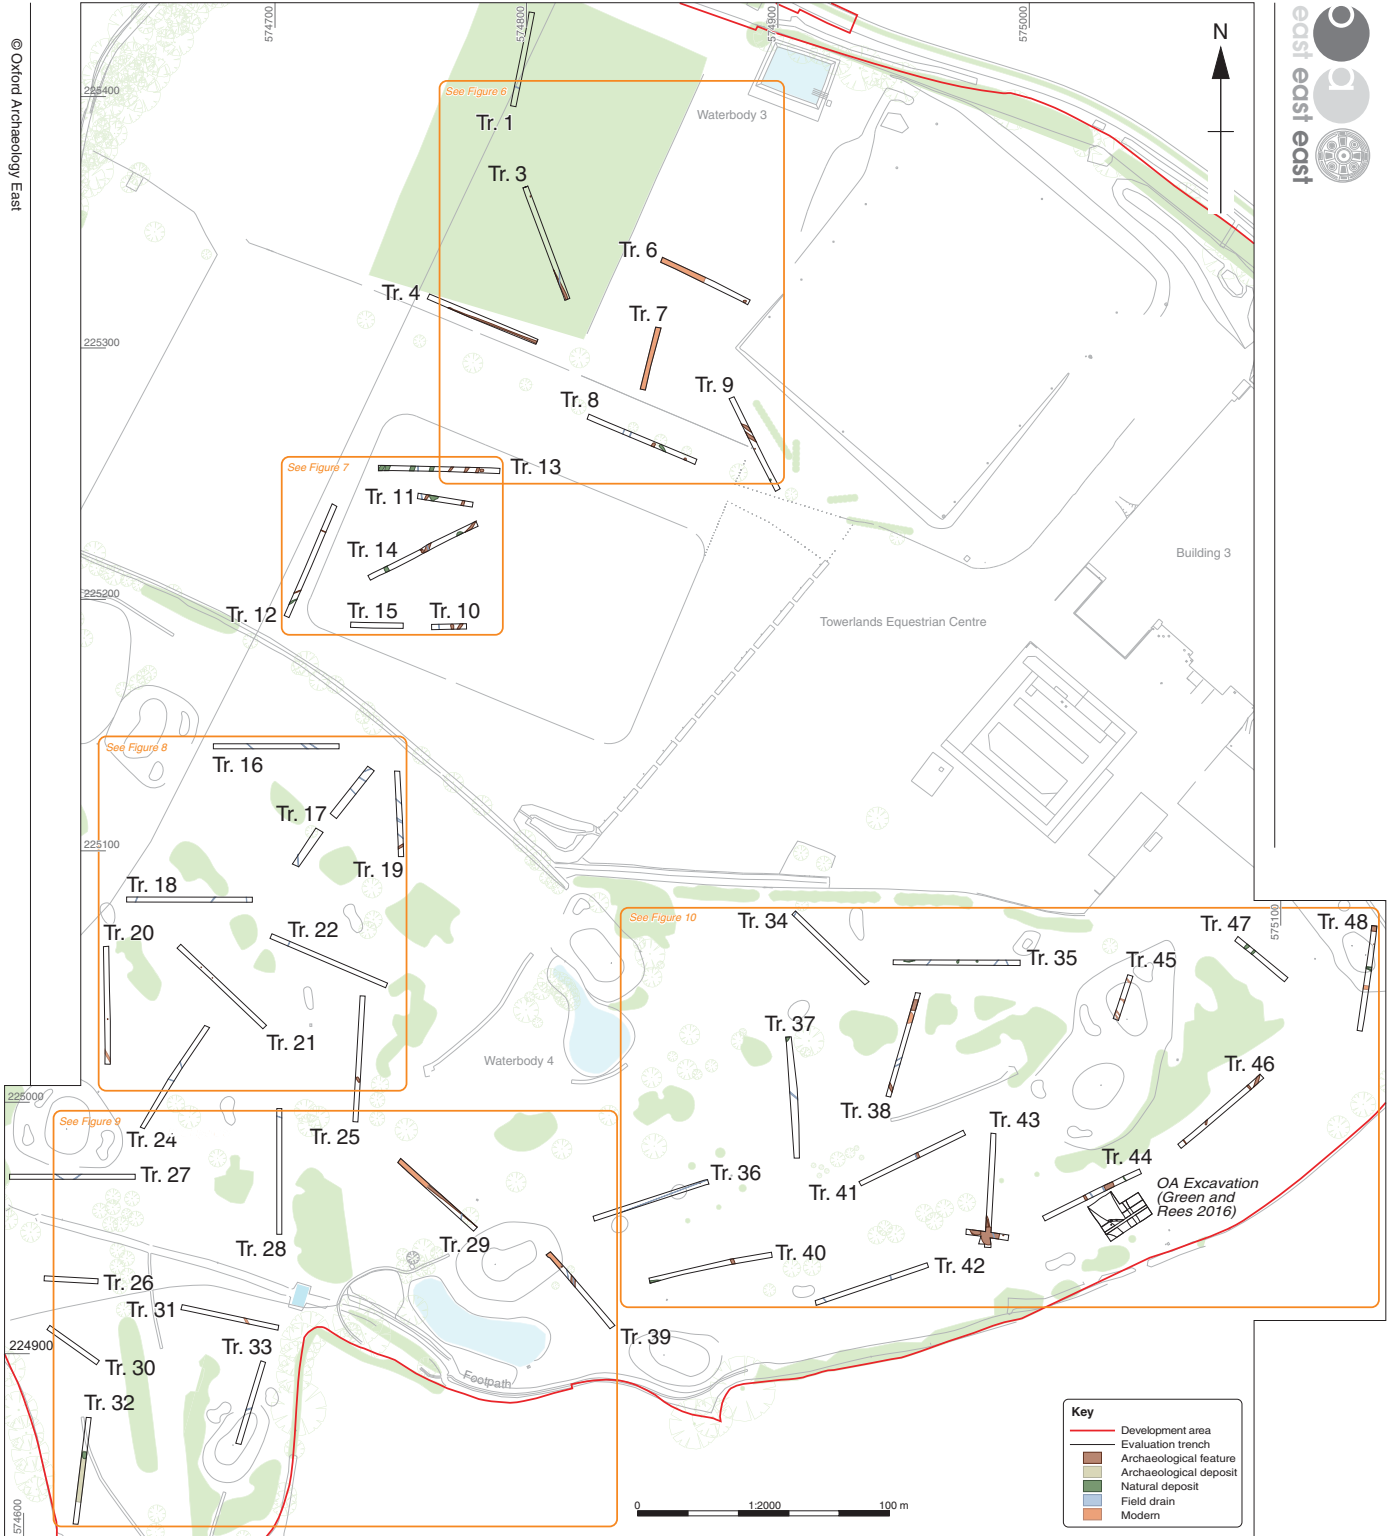 © Oxford Archaeology East
east east east
N
574700
574800
574900
575000
225400
See Figure 6
Tr. 1
Waterbody 3
Tr. 3
Tr. 6
Tr. 4
Tr. 7
225300
Tr. 9
Tr. 8
See Figure 7
Tr. 13
Tr. 11
Tr. 14
Building 3
225200
Tr. 12
Tr. 15
Tr. 10
Towerlands Equestrian Centre
See Figure 8
Tr. 16
Tr. 17
225100
Tr. 19
Tr. 18
Tr. 20
Tr. 22
Tr. 21
See Figure 10
Tr. 34
Tr. 35
Tr. 45
Tr. 47
575100
Tr. 48
Tr. 37
Waterbody 4
Tr. 46
225000
Tr. 38
Tr. 43
See Figure 9
Tr. 24
Tr. 25
Tr. 27
Tr. 36
Tr. 41
Tr. 44
OA Excavation
(Green and
Rees 2016)
Tr. 28
Tr. 29
Tr. 40
Tr. 42
Tr. 26
Tr. 31
Tr. 39
224900
Tr. 33
Tr. 30
Footpath
Tr. 32
574600
0
1:2000
100 m
Key
Development area
Evaluation trench
Archaeological feature
Archaeological deposit
Natural deposit
Field drain
Modern